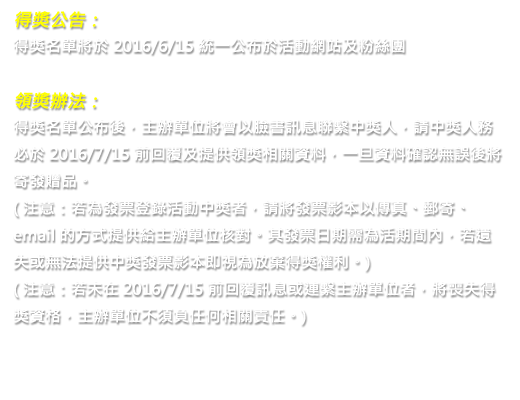 得獎公告：
得獎名單將於 2016/6/15 統一公布於活動網站及粉絲團
領獎辦法：
得獎名單公布後，主辦單位將會以臉書訊息聯繫中獎人，請中獎人務
必於 2016/7/15 前回覆及提供領獎相關資料，一旦資料確認無誤後將
寄發贈品。
( 注意：若為發票登錄活動中獎者，請將發票影本以傳真、郵寄、
email 的方式提供給主辦單位核對。其發票日期需為活期間內，若遺
失或無法提供中獎發票影本即視為放棄得獎權利。)
( 注意：若未在 2016/7/15 前回覆訊息或連繫主辦單位者，將喪失得
獎資格，主辦單位不須負任何相關責任。)